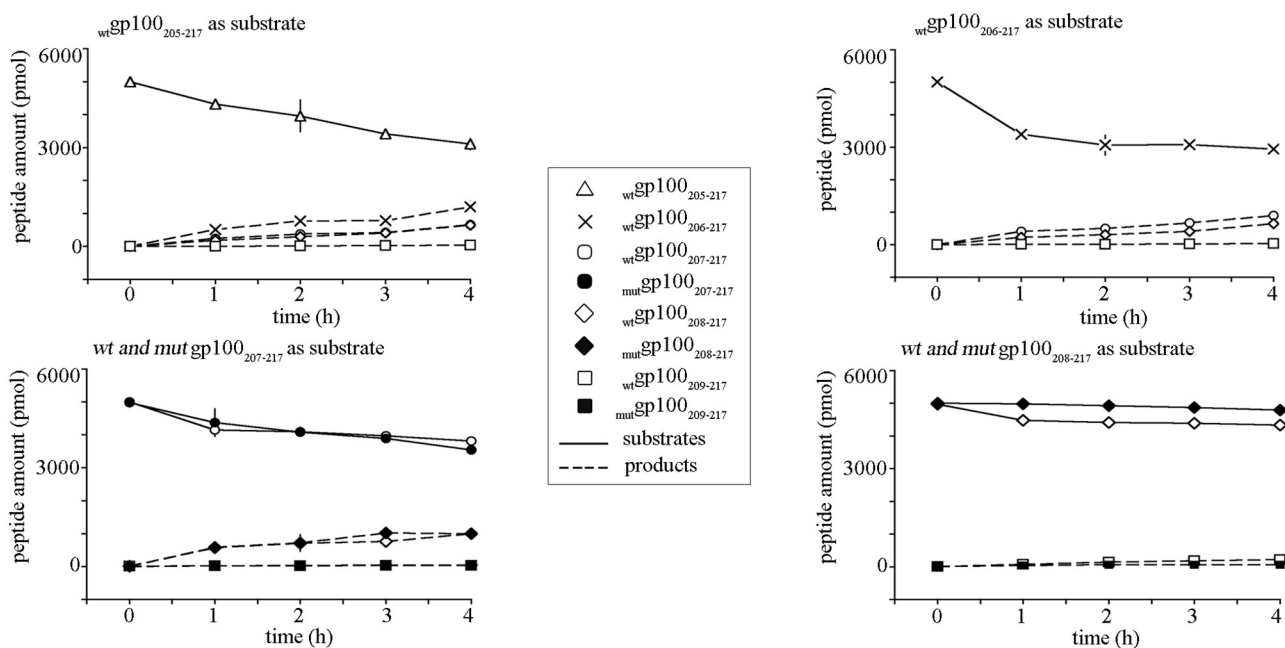 wtgp100205-217 as substrate
6000
3000
0
peptide amount (pmol)
0 1 2 3 4
time (h)
wtgp100206-217 as substrate
6000
3000
0
peptide (pmol)
0 1 2 3 4
time (h)
wtgp100205-217
wtgp100206-217
wtgp100207-217
mutgp100207-217
wtgp100208-217
mutgp100208-217
wtgp100209-217
mutgp100209-217
substrates
products
wt and mut gp100207-217 as substrate
6000
3000
0
peptide amount (pmol)
0 1 2 3 4
time (h)
wt and mut gp100208-217 as substrate
6000
3000
0
peptide amount (pmol)
0 1 2 3 4
time (h)